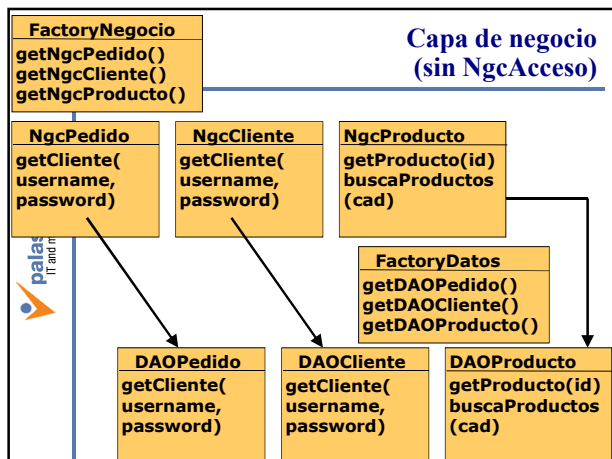 Capa de negocio
(sin NgcAcceso)
FactoryNegocio
getNgcPedido()
getNgcCliente()
getNgcProducto()
NgcPedido
getCliente(
username,
password)
NgcCliente
getCliente(
username,
password)
NgcProducto
getProducto(id)
buscaProductos
(cad)
FactoryDatos
getDAOPedido()
getDAOCliente()
getDAOProducto()
DAOPedido
getCliente(
username,
password)
DAOCliente
getCliente(
username,
password)
DAOProducto
getProducto(id)
buscaProductos
(cad)
IT and